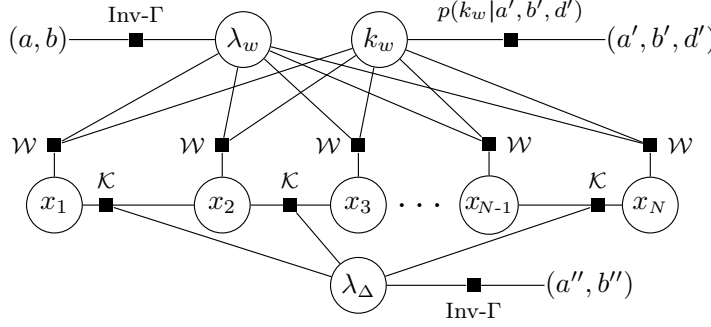 Inv-Γ p(k_w|a′, b′, d′)
(a, b) λ_w k_w (a′, b′, d′)
𝒲 𝒲 𝒲 𝒲 𝒲
𝒦 𝒦 𝒦
x_1 x_2 x_3 · · · x_{N-1} x_N
λ_Δ (a″, b″)
Inv-Γ